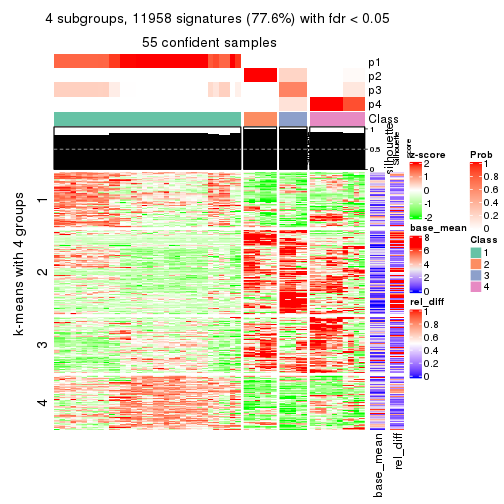 4 subgroups, 11958 signatures (77.6%) with fdr < 0.05
55 confident samples
p1
p2
p3
p4
Class
1
0.5
0
silhouette
Silhouette
score
k-means with 4 groups
1
2
3
4
base_mean
rel_diff
z-score
2
1
0
-1
-2
base_mean
8
6
4
2
0
rel_diff
1
0.8
0.6
0.4
0.2
0
Prob
1
0.8
0.6
0.4
0.2
0
Class
1
2
3
4